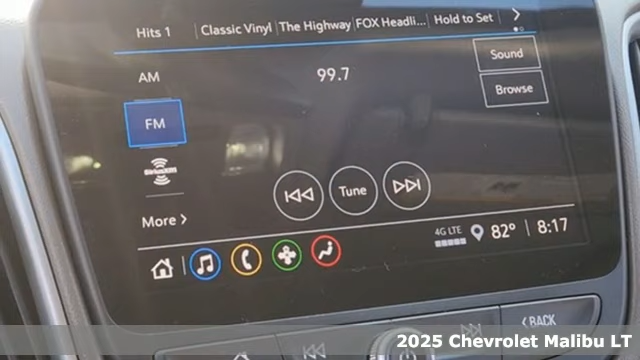 Hits 1 Classic Vinyl The Highway FOX Headli... Hold to Set
AM 99.7 Sound
Browse
FM
SiriusXM
Tune
More >
4G LTE 82° 8:17
BACK
2025 Chevrolet Malibu LT